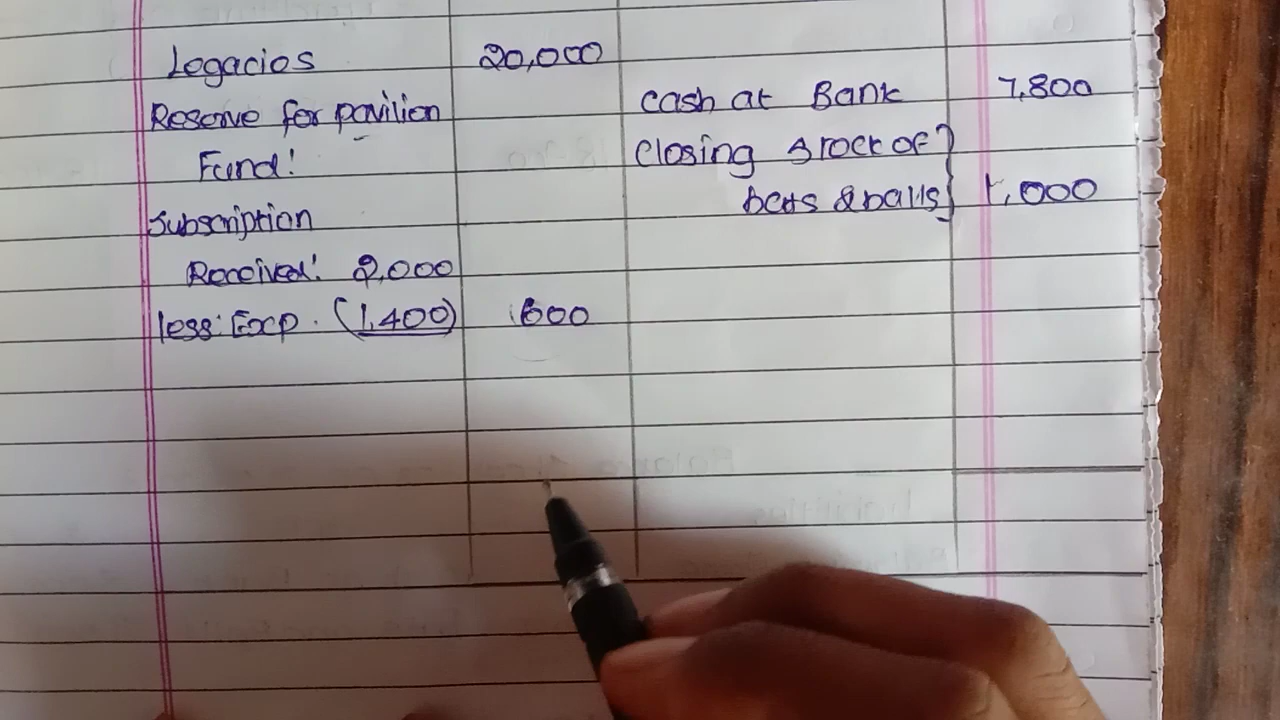 Legacies 20,000
Reserve for pavilion
Fund:
Subscription
Received: 2,000
less: Exp. (1,400) 600
Cash at Bank 7,800
Closing stock of
bats & balls 1,000